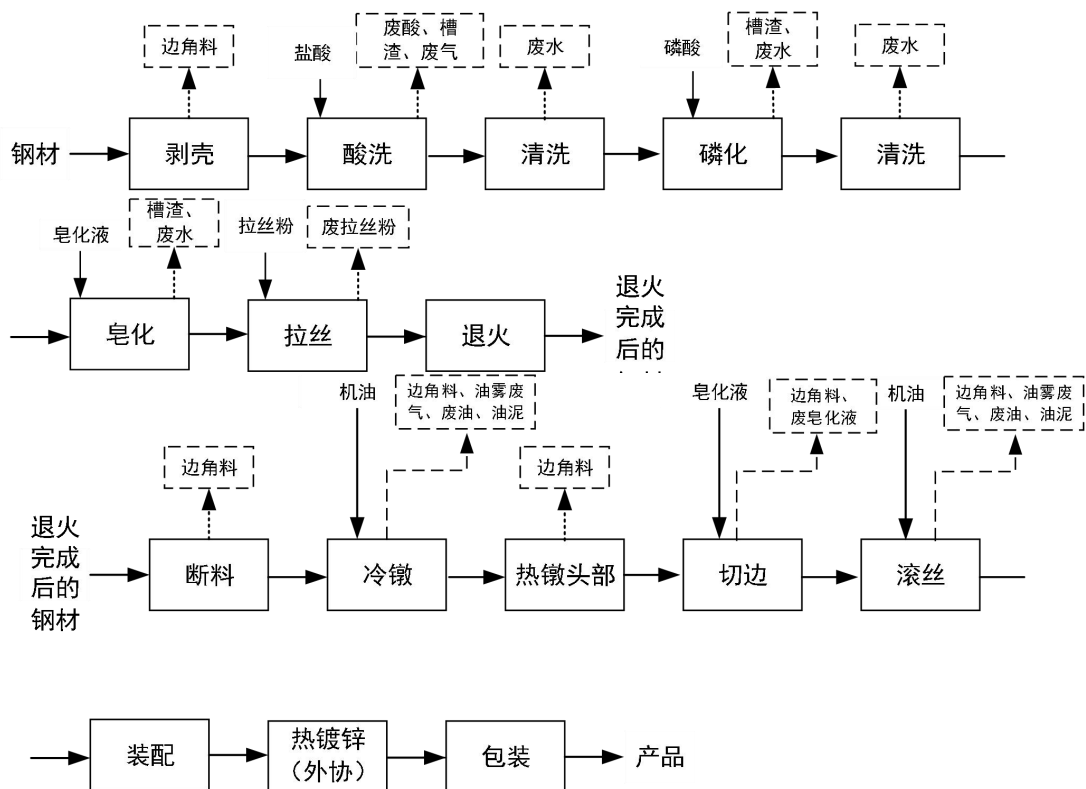 边角料
盐酸
废酸、槽
渣、废气
废水
磷酸
槽渣、
废水
废水
钢材
剥壳
酸洗
清洗
磷化
清洗
皂化液
槽渣、
废水
拉丝粉
废拉丝粉
皂化
拉丝
退火
退火
完成
后的
边角料
机油
边角料、油雾废
气、废油、油泥
边角料
皂化液
边角料、
废皂化液
机油
边角料、油雾废
气、废油、油泥
退火
完成
后的
钢材
断料
冷镦
热镦头部
切边
滚丝
装配
热镀锌
（外协）
包装
产品